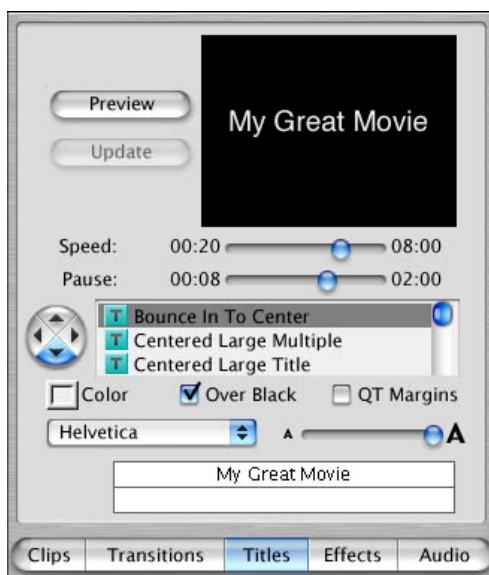 Preview
Update
My Great Movie
Speed: 00:20 08:00
Pause: 00:08 02:00
T Bounce In To Center
T Centered Large Multiple
T Centered Large Title
Color Over Black QT Margins
Helvetica A A
My Great Movie
Clips Transitions Titles Effects Audio